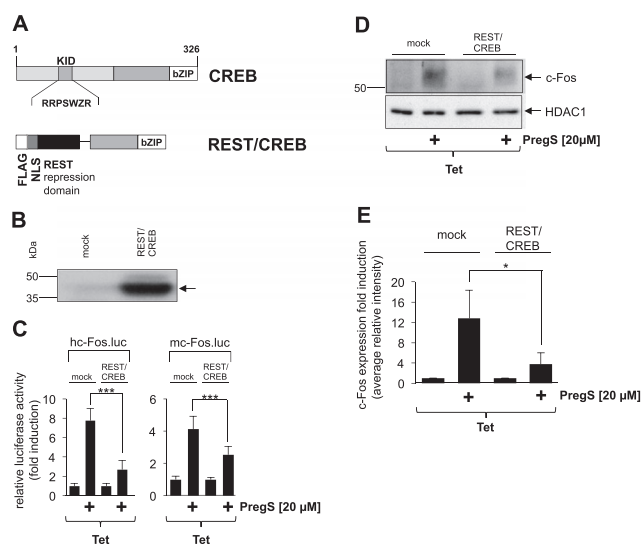 A
1 326
KID
bZIP
CREB
RRPSWZR
bZIP
REST/CREB
FLAG
NLS
REST
repression
domain
B
kDa
mock
REST/
CREB
50
35
C
hc-Fos.luc
mc-Fos.luc
mock
REST/
CREB
mock
REST/
CREB
relative luciferase activity
(fold induction)
10
8
6
4
2
0
***
6
4
2
0
***
+ + + + PregS [20 µM]
Tet
Tet
D
mock
REST/
CREB
50
c-Fos
HDAC1
+ + PregS [20µM]
Tet
E
mock
REST/
CREB
c-Fos expression fold induction
(average relative intensity)
20
16
12
8
4
0
*
+ + PregS [20 µM]
Tet